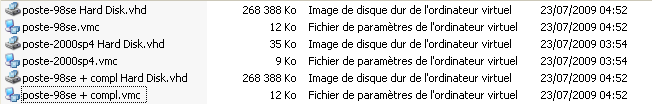 poste-98se Hard Disk.vhd 268 388 Ko Image de disque dur de l'ordinateur virtuel 23/07/2009 04:52
poste-98se.vmc 12 Ko Fichier de paramètres de l'ordinateur virtuel 23/07/2009 04:52
poste-2000sp4 Hard Disk.vhd 35 Ko Image de disque dur de l'ordinateur virtuel 23/07/2009 03:54
poste-2000sp4.vmc 9 Ko Fichier de paramètres de l'ordinateur virtuel 23/07/2009 03:54
poste-98se + compl Hard Disk.vhd 268 388 Ko Image de disque dur de l'ordinateur virtuel 23/07/2009 04:52
poste-98se + compl.vmc 12 Ko Fichier de paramètres de l'ordinateur virtuel 23/07/2009 04:52